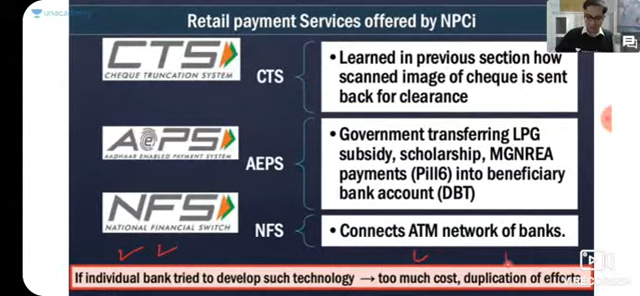 unacademy
Retail payment Services offered by NPCi
CTS
CHEQUE TRUNCATION SYSTEM
CTS
• Learned in previous section how
scanned image of cheque is sent
back for clearance
AePS
AADHAAR ENABLED PAYMENT SYSTEM
AEPS
• Government transferring LPG
subsidy, scholarship, MGNREA
payments (Pill6) into beneficiary
bank account (DBT)
NFS
NATIONAL FINANCIAL SWITCH
NFS
• Connects ATM network of banks.
If individual bank tried to develop such technology → too much cost, duplication of efforts